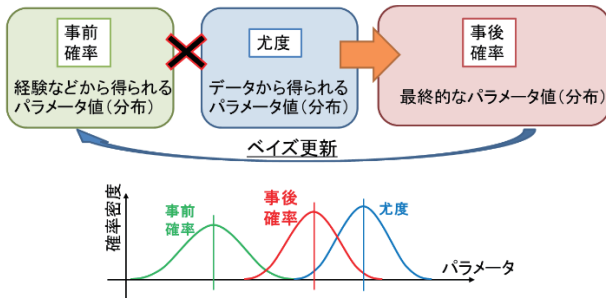 事前
確率
経験などから得られる
パラメータ値(分布)
尤度
データから得られる
パラメータ値(分布)
事後
確率
最終的なパラメータ値(分布)
ベイズ更新
確率密度
事前
確率
事後
確率
尤度
パラメータ